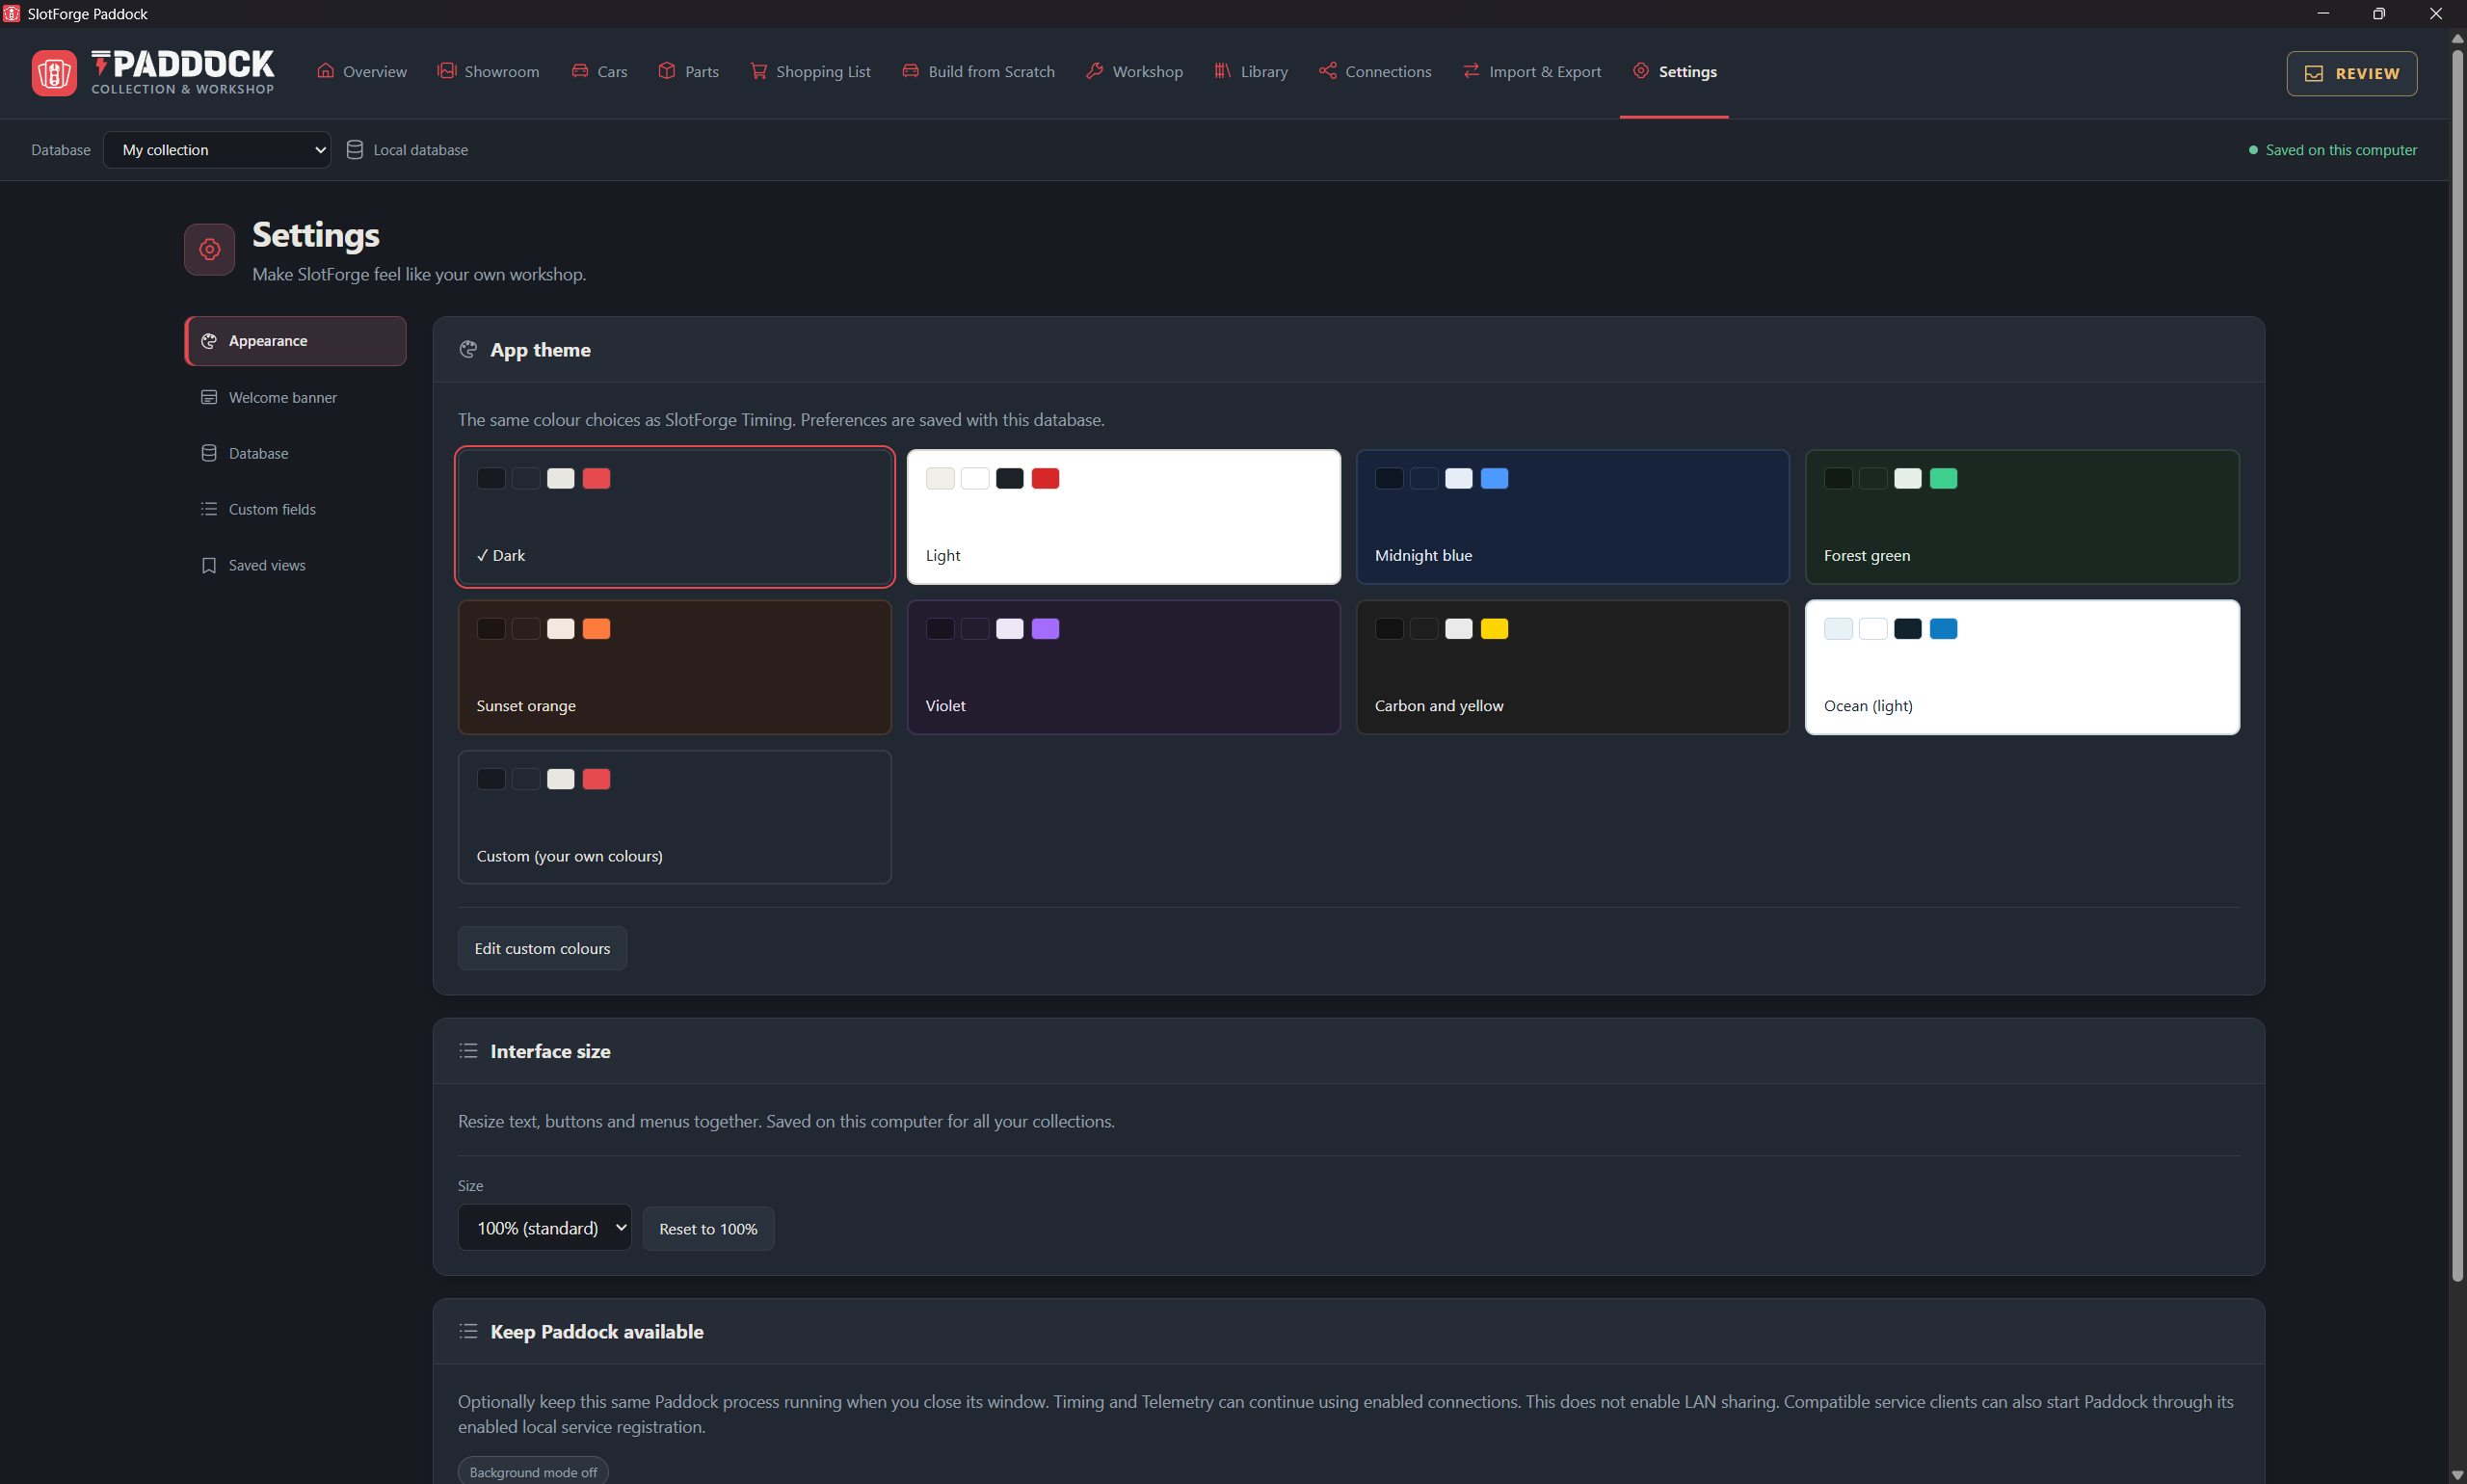 SlotForge Paddock
PADDOCK
COLLECTION & WORKSHOP
Overview
Showroom
Cars
Parts
Shopping List
Build from Scratch
Workshop
Library
Connections
Import & Export
Settings
REVIEW
Database
My collection
Local database
Saved on this computer
Settings
Make SlotForge feel like your own workshop.
Appearance
Welcome banner
Database
Custom fields
Saved views
App theme
The same colour choices as SlotForge Timing. Preferences are saved with this database.
✓ Dark
Light
Midnight blue
Forest green
Sunset orange
Violet
Carbon and yellow
Ocean (light)
Custom (your own colours)
Edit custom colours
Interface size
Resize text, buttons and menus together. Saved on this computer for all your collections.
Size
100% (standard)
Reset to 100%
Keep Paddock available
Optionally keep this same Paddock process running when you close its window. Timing and Telemetry can continue using enabled connections. This does not enable LAN sharing. Compatible service clients can also start Paddock through its
enabled local service registration.
Background mode off